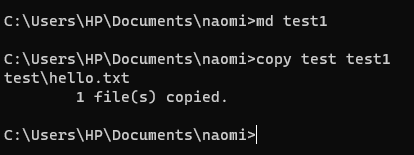 C:\Users\HP\Documents\naomi>md test1
C:\Users\HP\Documents\naomi>copy test test1
test\hello.txt
        1 file(s) copied.
C:\Users\HP\Documents\naomi>